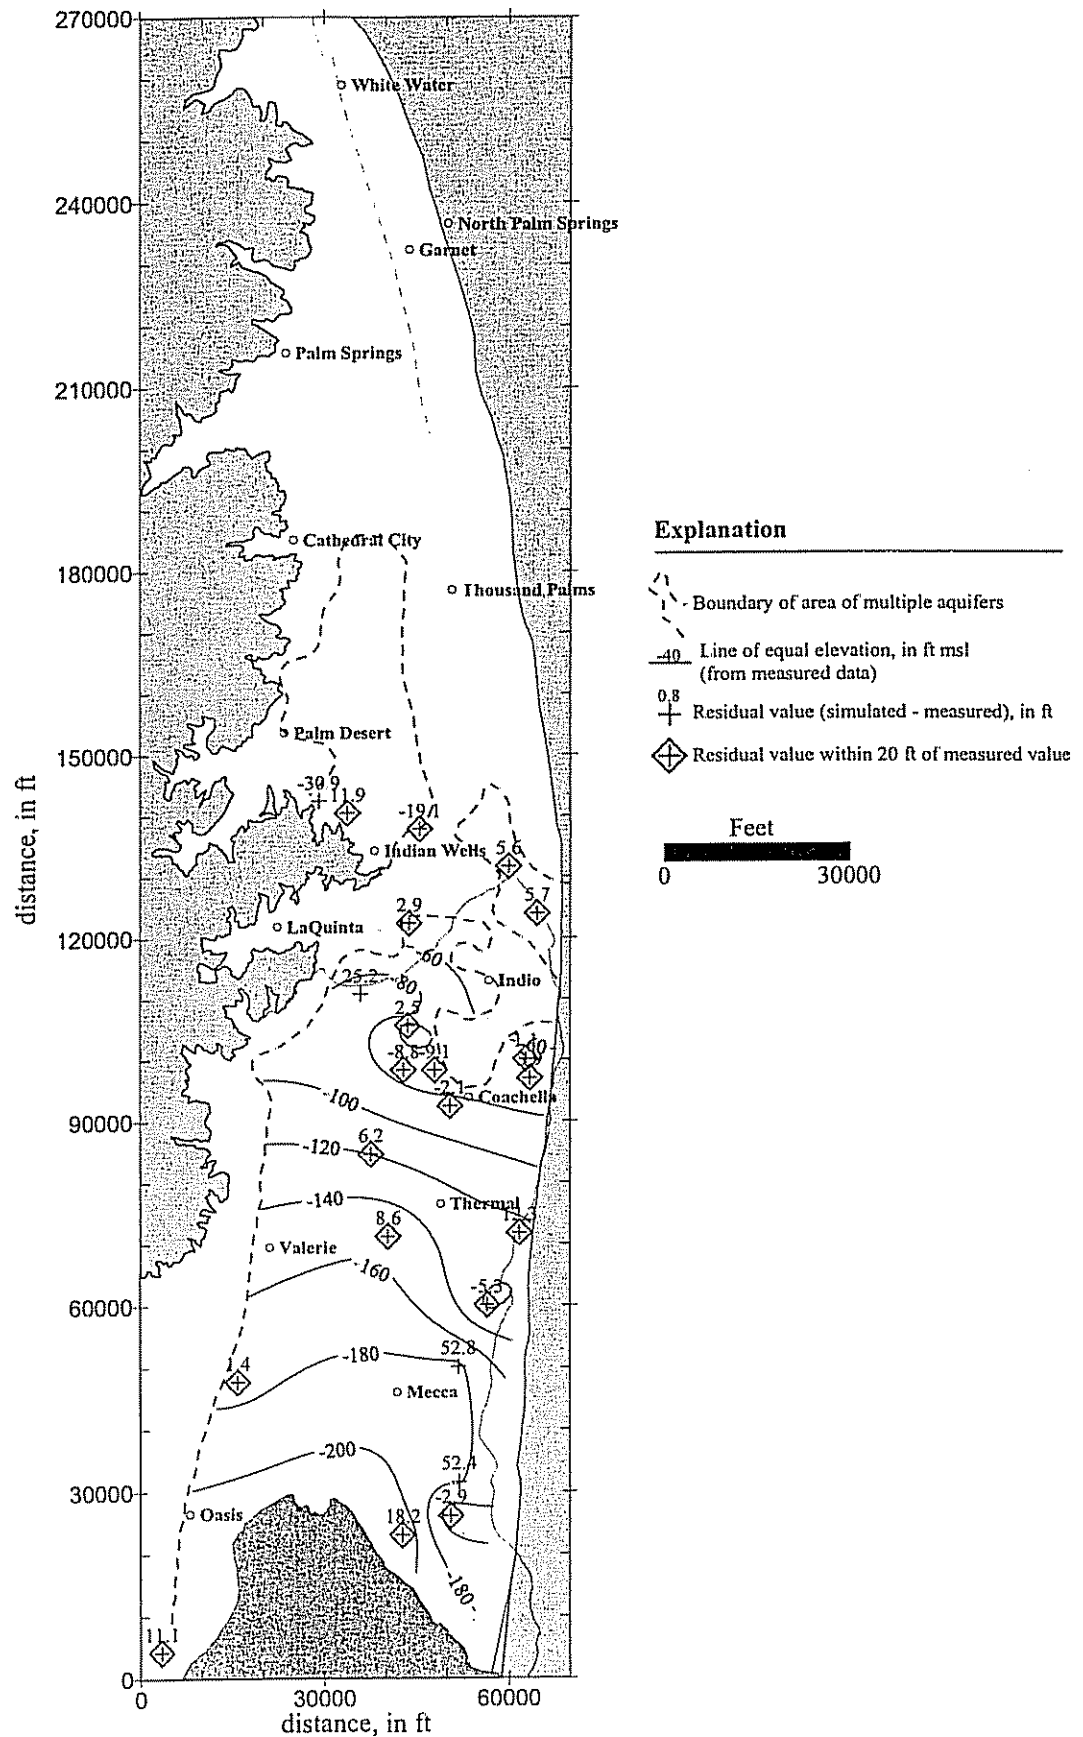 270000
White Water
240000
North Palm Springs
Garnet
Palm Springs
210000
Cathedral City
180000
Thousand Palms
Palm Desert
150000
-30.9
11.9
-19.1
Indian Wells
5.6
5.7
2.9
120000
LaQuinta
-60
Indio
25.2
-80
2.5
-8.8
-9.1
-2.1
Coachella
-100
90000
6.2
-120
-140
Thermal
8.6
Valerie
-160
60000
-5.3
52.8
-180
1.4
Mecca
-200
52.4
30000
-2.9
Oasis
18.2
-180
11.1
0
0
30000
60000
distance, in ft
distance, in ft
Explanation
Boundary of area of multiple aquifers
-40 Line of equal elevation, in ft msl
(from measured data)
0.8
Residual value (simulated - measured), in ft
Residual value within 20 ft of measured value
Feet
0 30000